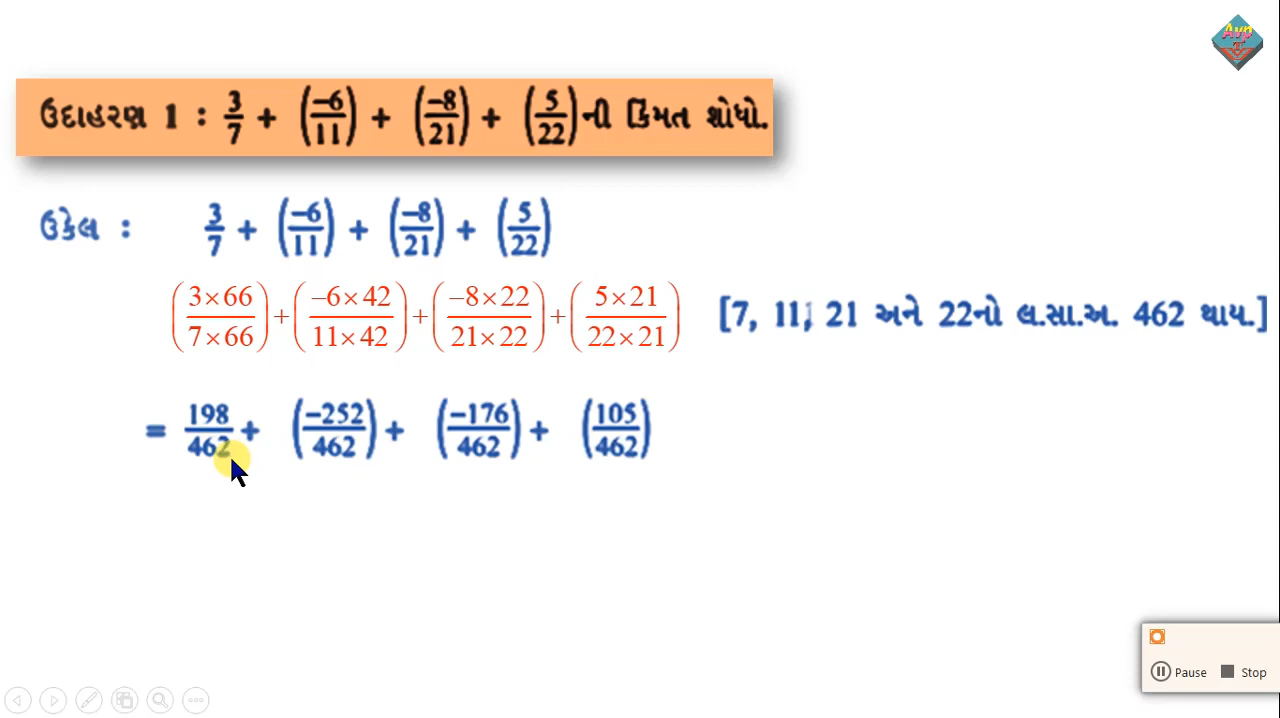 Avp
ઉદાહરણ 1 : 3/7 + (−6/11) + (−8/21) + (5/22) ની કિંમત શોધો.
ઉકેલ : 3/7 + (−6/11) + (−8/21) + (5/22)
(3×66/7×66) + (−6×42/11×42) + (−8×22/21×22) + (5×21/22×21) [7, 11, 21 અને 22નો લ.સા.અ. 462 થાય.]
= 198/462 + (−252/462) + (−176/462) + (105/462)
Pause Stop